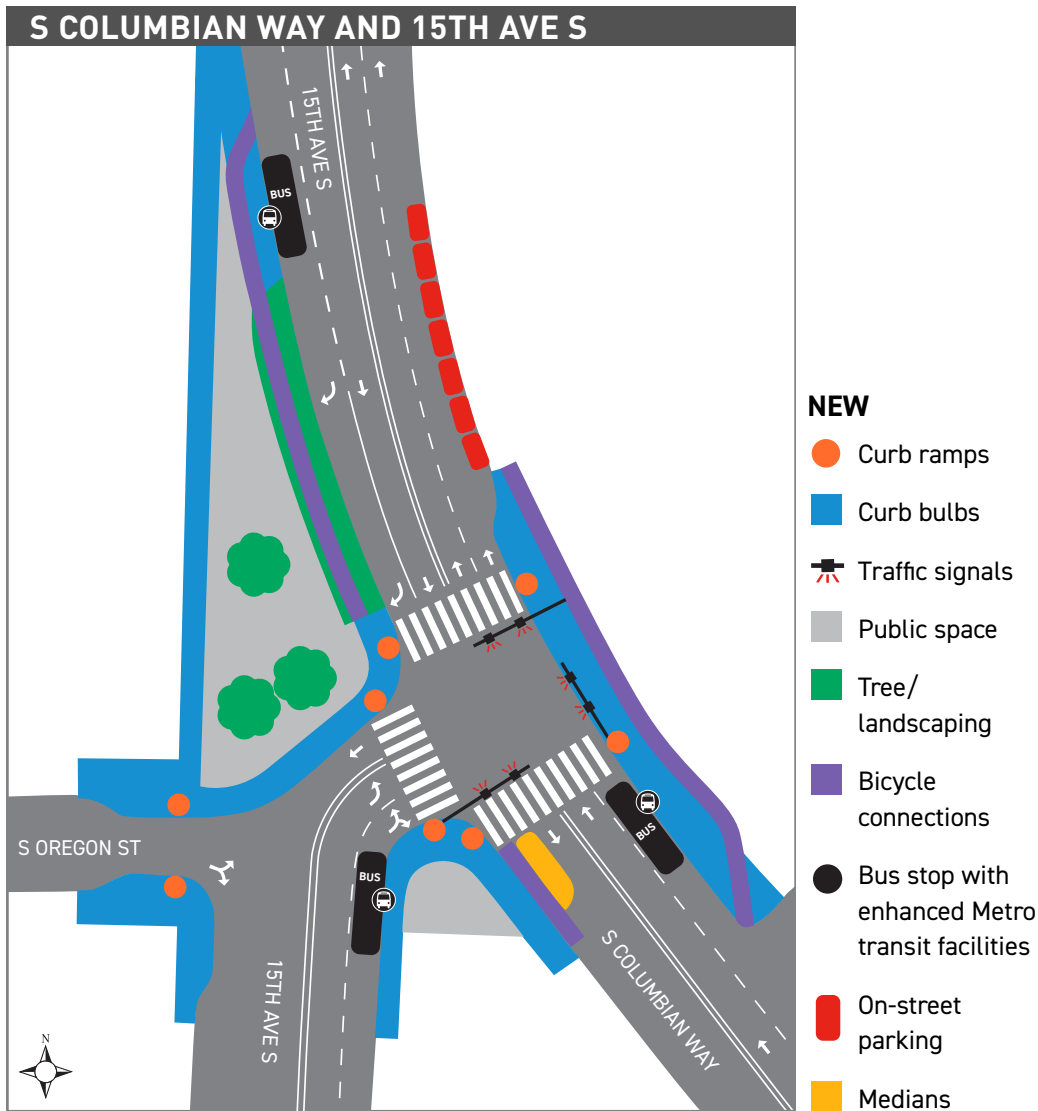 S COLUMBIAN WAY AND 15TH AVE S
15TH AVE S
BUS
S OREGON ST
BUS
BUS
15TH AVE S
S COLUMBIAN WAY
N
NEW
Curb ramps
Curb bulbs
Traffic signals
Public space
Tree/
landscaping
Bicycle
connections
Bus stop with
enhanced Metro
transit facilities
On-street
parking
Medians